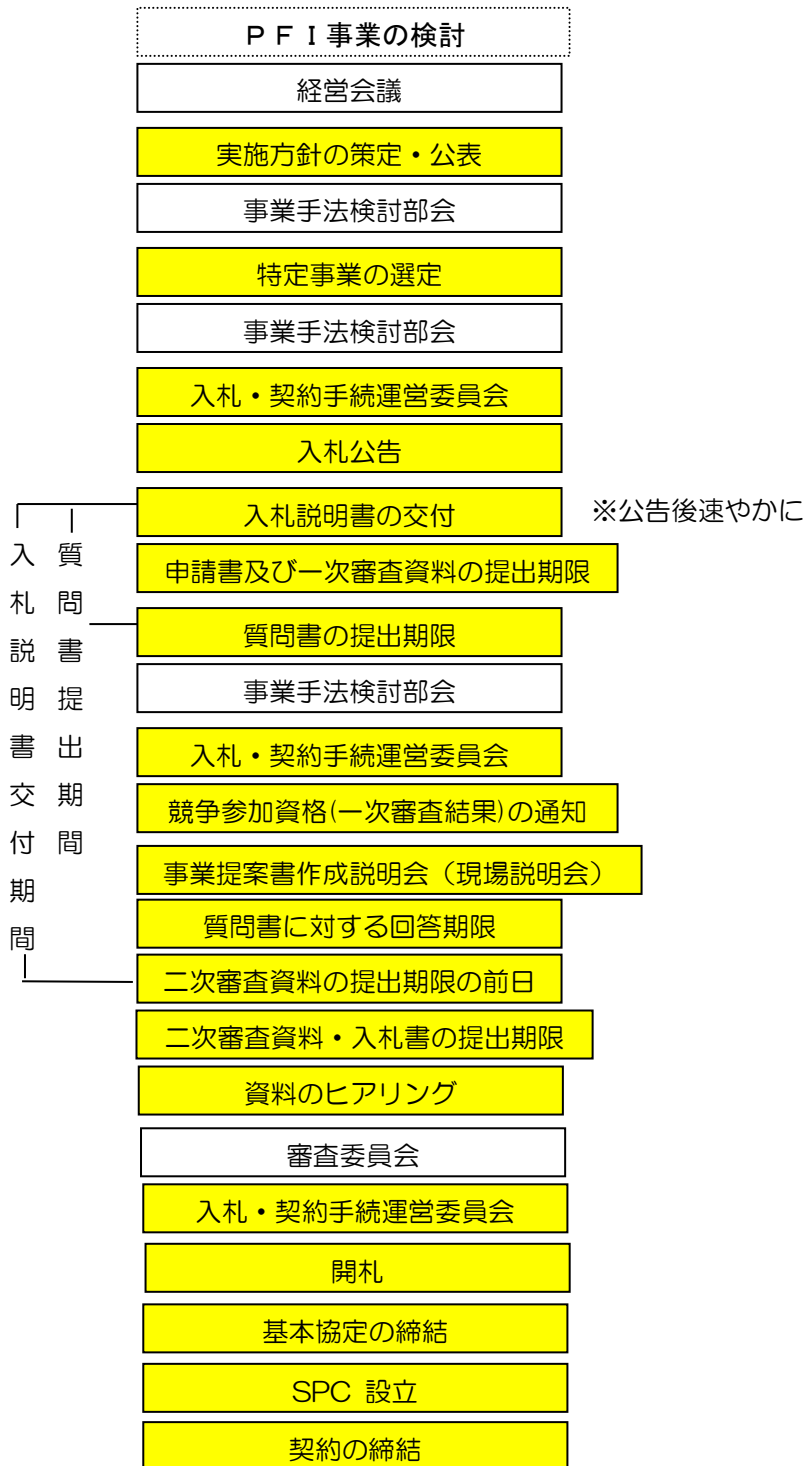 ＰＦＩ事業の検討
経営会議
実施方針の策定・公表
事業手法検討部会
特定事業の選定
事業手法検討部会
入札・契約手続運営委員会
入札公告
入札説明書の交付
※公告後速やかに
申請書及び一次審査資料の提出期限
質問書の提出期限
事業手法検討部会
入札・契約手続運営委員会
競争参加資格(一次審査結果)の通知
事業提案書作成説明会（現場説明会）
質問書に対する回答期限
二次審査資料の提出期限の前日
二次審査資料・入札書の提出期限
資料のヒアリング
審査委員会
入札・契約手続運営委員会
開札
基本協定の締結
SPC 設立
契約の締結
質問書提出期間
入札説明書交付期間